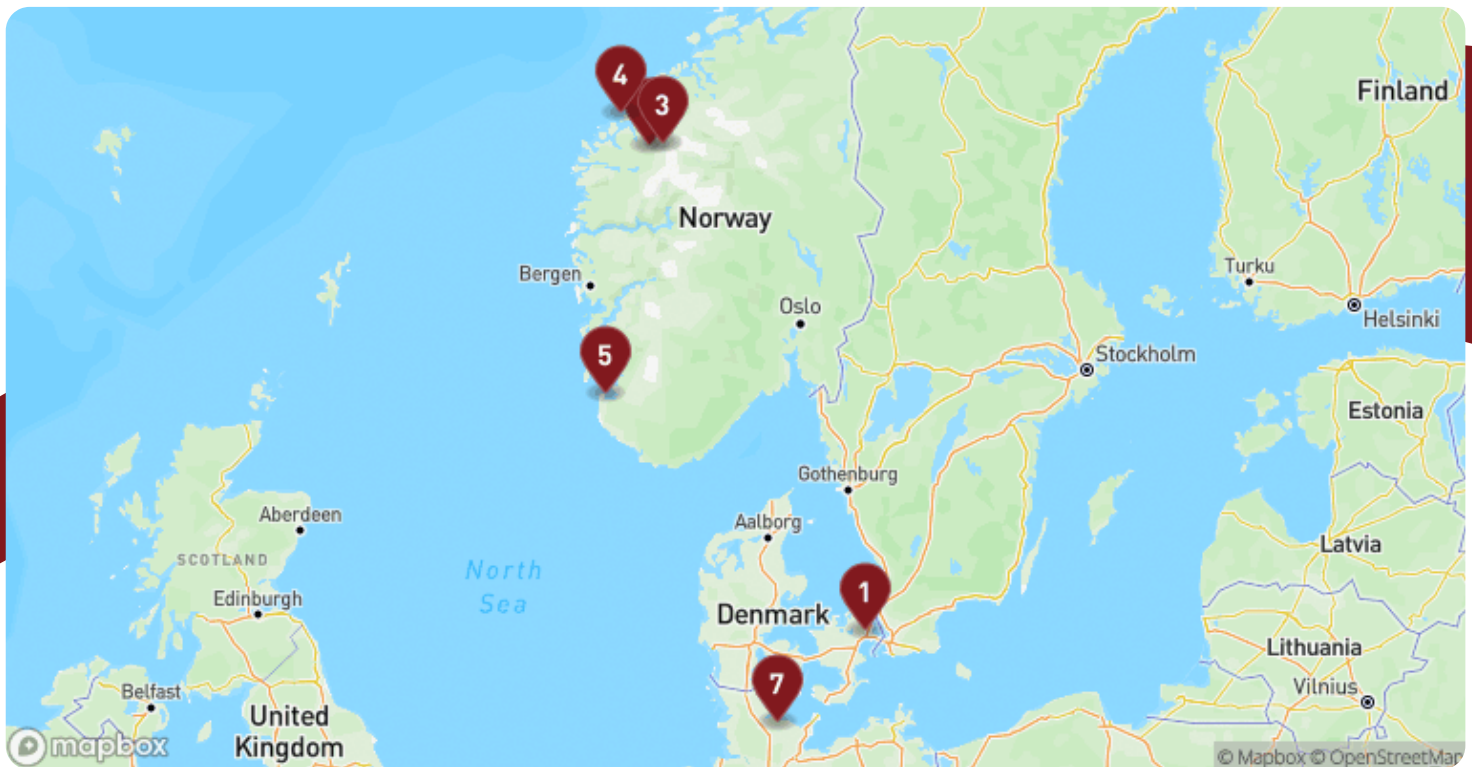 4
3
Finland
Norway
Bergen
Turku
Oslo
Helsinki
5
Stockholm
Estonia
Gothenburg
Aberdeen
Aalborg
SCOTLAND
Latvia
North
Sea
1
Edinburgh
Denmark
Lithuania
7
Vilnius
Belfast
United
Kingdom
mapbox
© Mapbox © OpenStreetMap